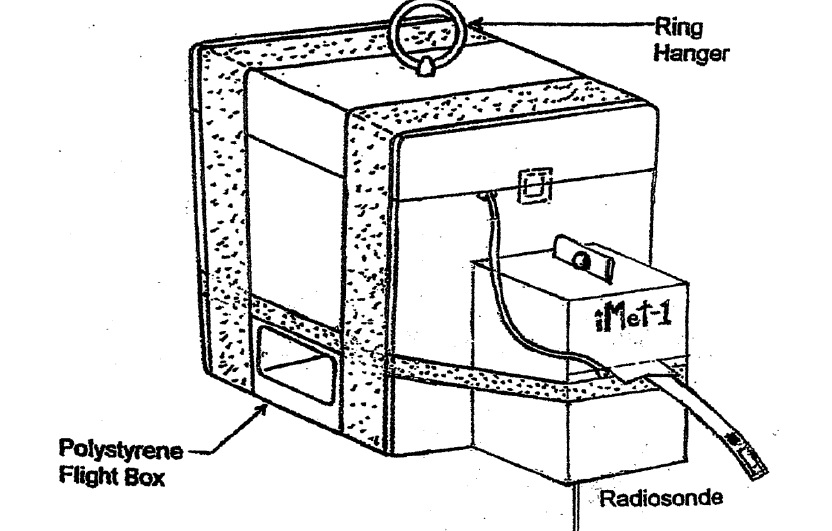 Ring
Hanger
iMet-1
Polystyrene
Flight Box
Radiosonde